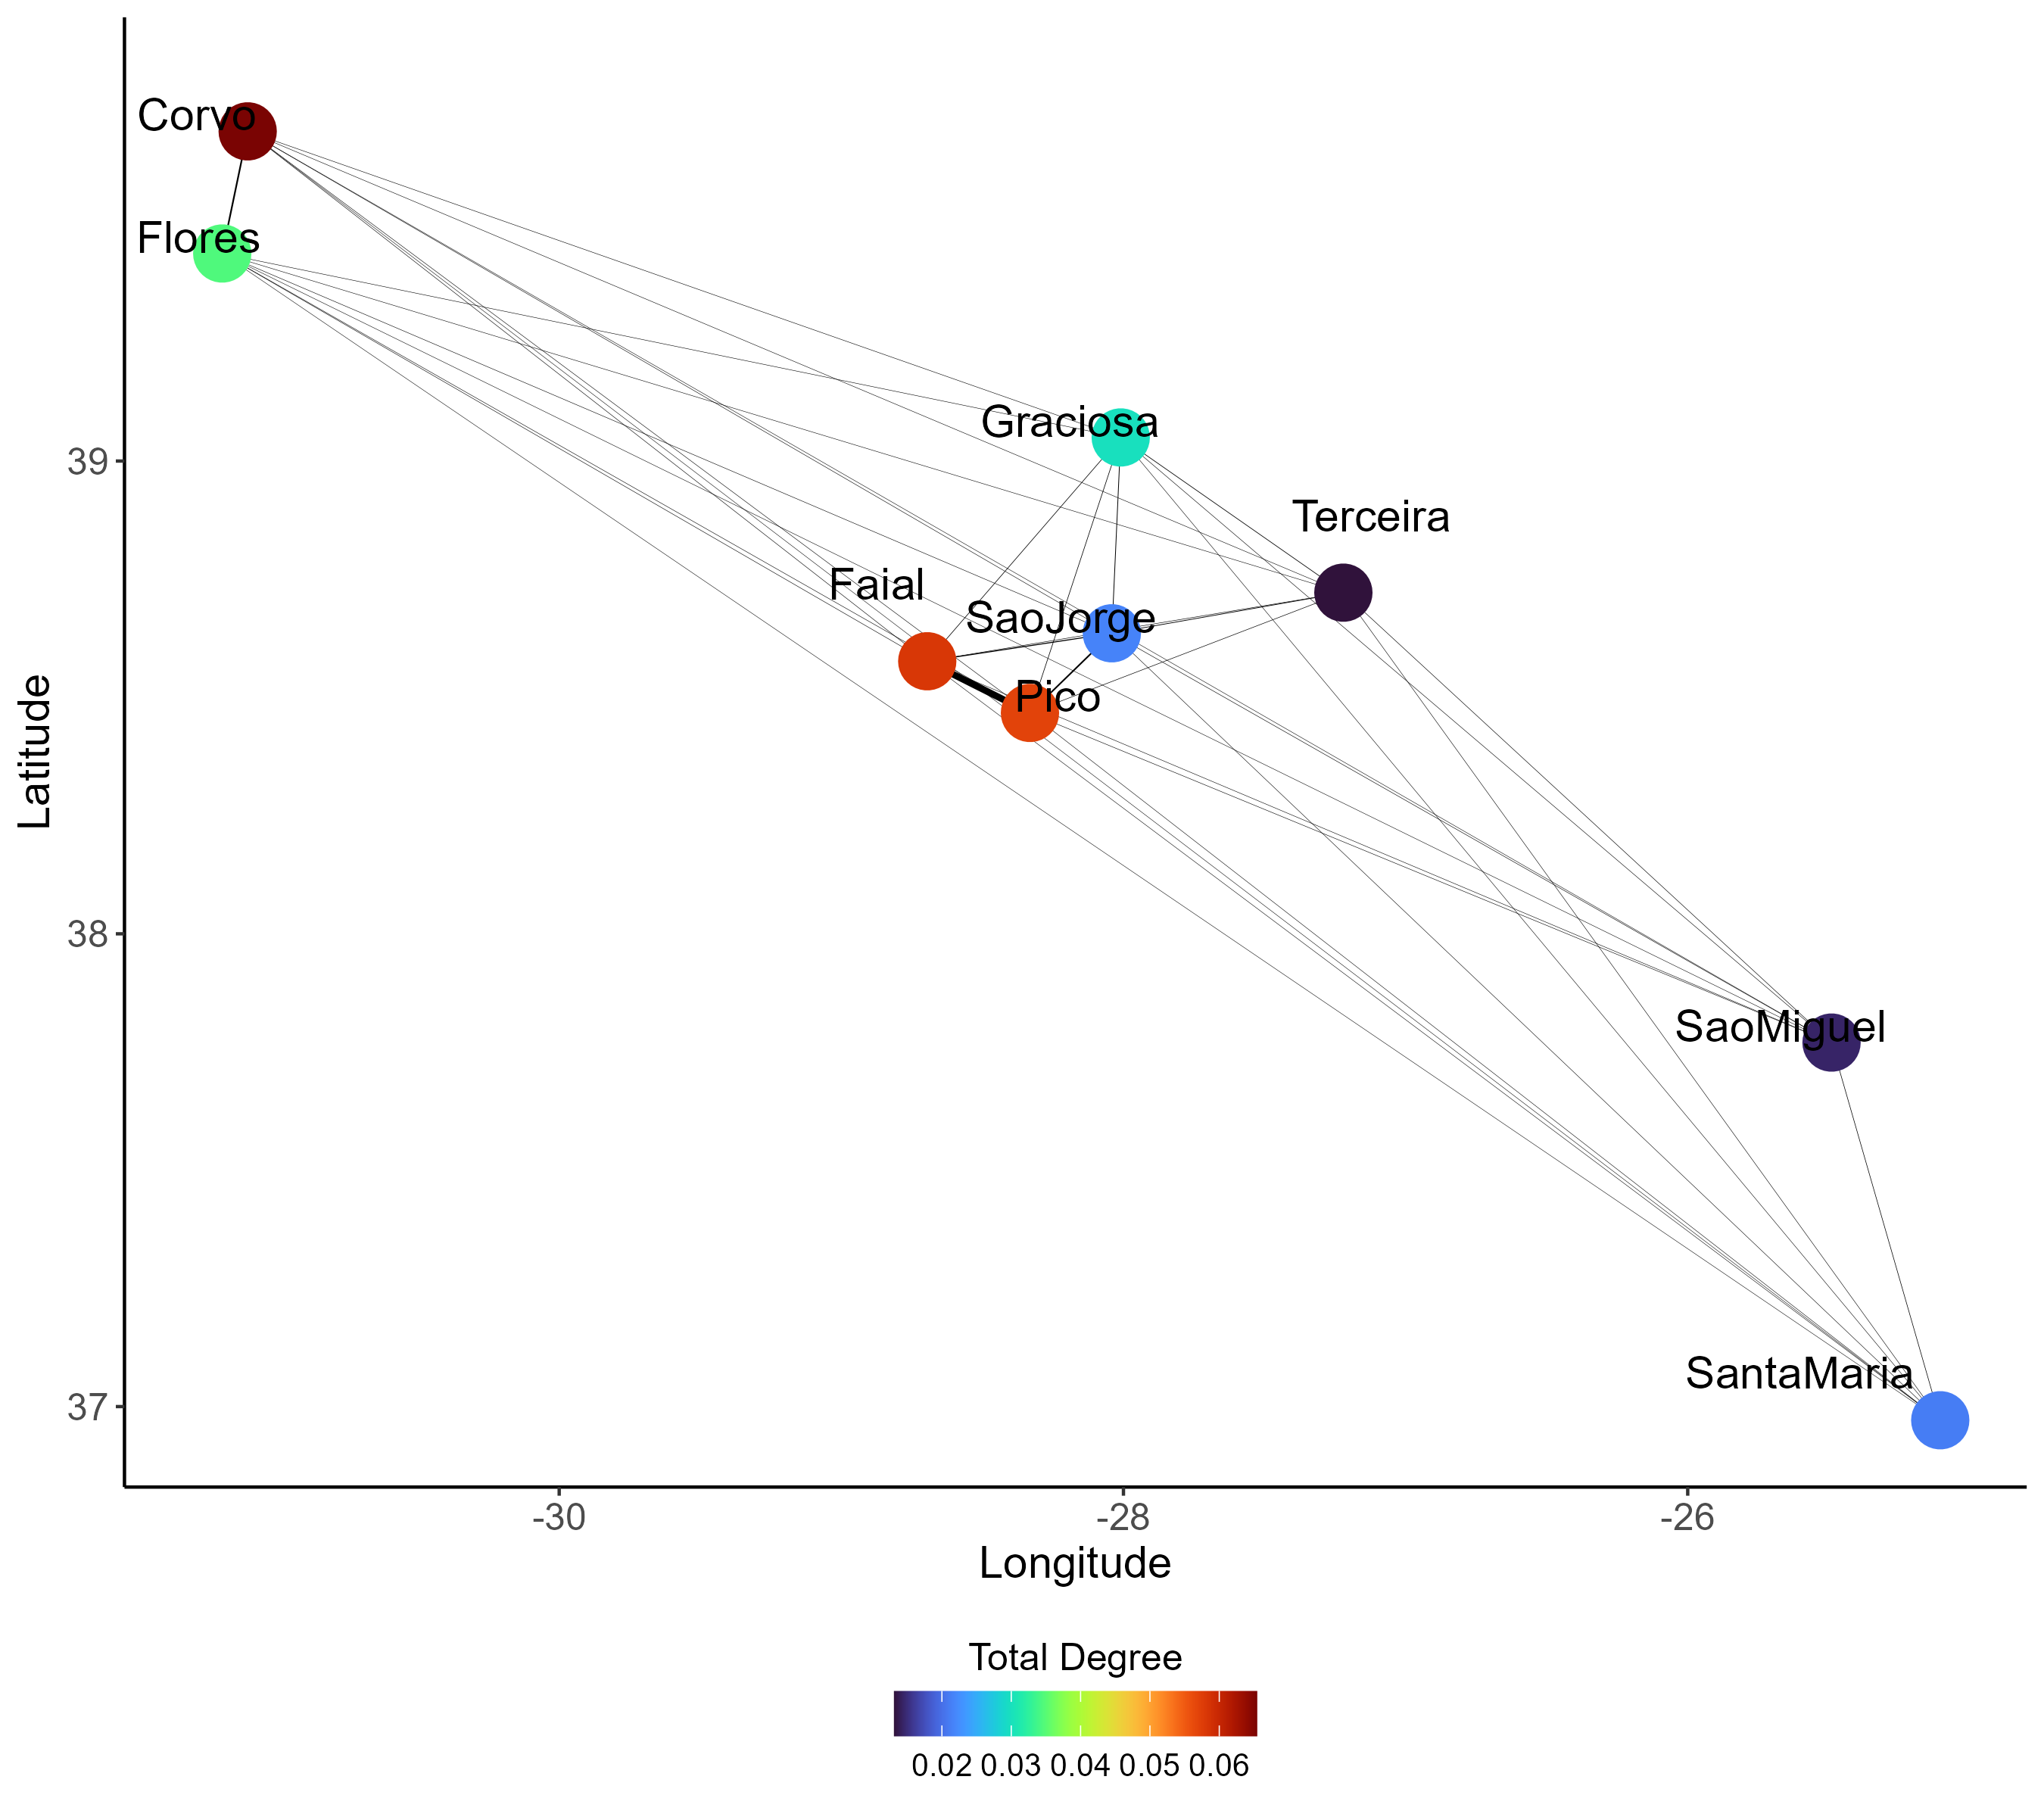 Corvo
Flores
Graciosa
Terceira
Faial
SaoJorge
Pico
SaoMiguel
SantaMaria
39
38
37
Latitude
-30 -28 -26
Longitude
Total Degree
0.02 0.03 0.04 0.05 0.06